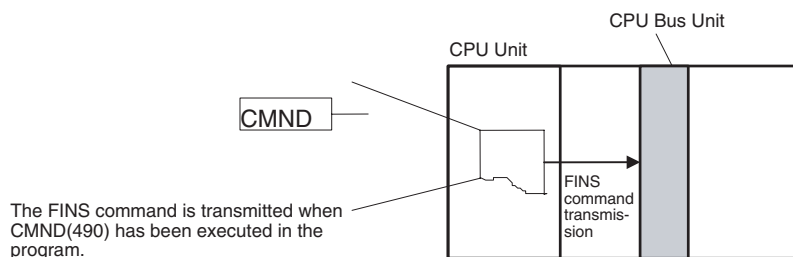 CPU Bus Unit
CPU Unit
CMND
FINS
command
transmis-
sion
The FINS command is transmitted when
CMND(490) has been executed in the
program.